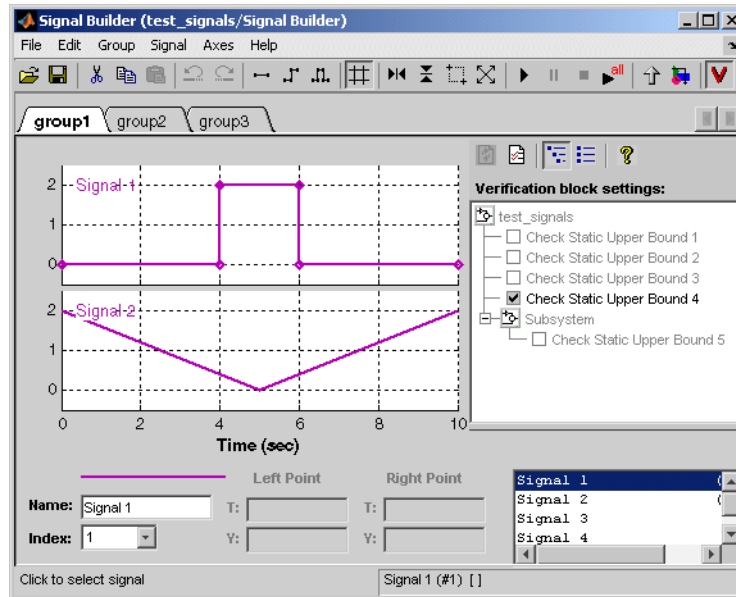 Signal Builder (test_signals/Signal Builder)
File Edit Group Signal Axes Help
all
group1 group2 group3
Verification block settings:
test_signals
Check Static Upper Bound 1
Check Static Upper Bound 2
Check Static Upper Bound 3
Check Static Upper Bound 4
Subsystem
Check Static Upper Bound 5
2
Signal 1
1
0
2
Signal 2
1
0
0 2 4 6 8 10
Time (sec)
Left Point Right Point
Name: Signal 1 T: T:
Index: 1 Y: Y:
Signal 1 (
Signal 2 (
Signal 3
Signal 4
Click to select signal
Signal 1 (#1) [ ]